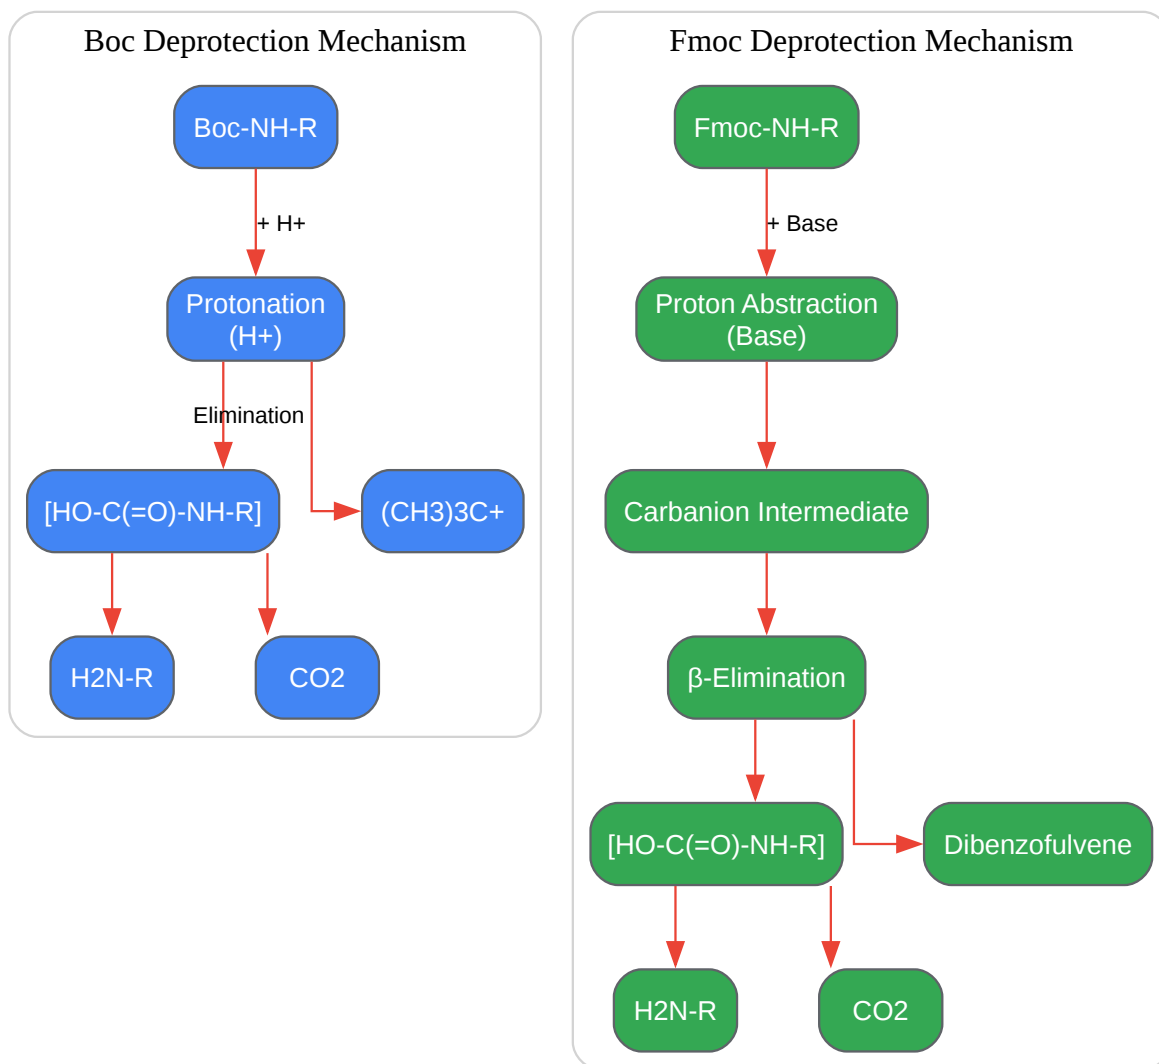 Boc Deprotection Mechanism
Boc-NH-R
+ H+
Protonation
(H+)
Elimination
[HO-C(=O)-NH-R]
(CH3)3C+
H2N-R
CO2
Fmoc Deprotection Mechanism
Fmoc-NH-R
+ Base
Proton Abstraction
(Base)
Carbanion Intermediate
β-Elimination
[HO-C(=O)-NH-R]
Dibenzofulvene
H2N-R
CO2